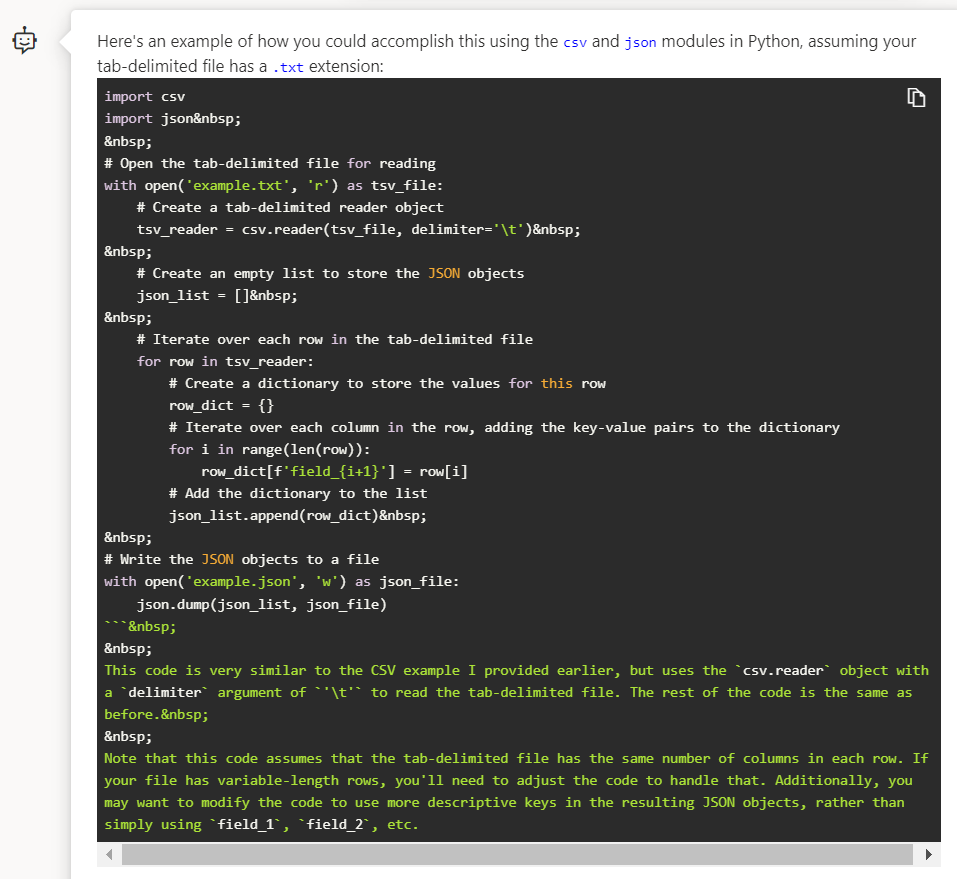 Here's an example of how you could accomplish this using the csv and json modules in Python, assuming your
tab-delimited file has a .txt extension:
import csv
import json&nbsp;
&nbsp;
# Open the tab-delimited file for reading
with open('example.txt', 'r') as tsv_file:
    # Create a tab-delimited reader object
    tsv_reader = csv.reader(tsv_file, delimiter='\t')&nbsp;
&nbsp;
    # Create an empty list to store the JSON objects
    json_list = []&nbsp;
&nbsp;
    # Iterate over each row in the tab-delimited file
    for row in tsv_reader:
        # Create a dictionary to store the values for this row
        row_dict = {}
        # Iterate over each column in the row, adding the key-value pairs to the dictionary
        for i in range(len(row)):
            row_dict[f'field_{i+1}'] = row[i]
        # Add the dictionary to the list
        json_list.append(row_dict)&nbsp;
&nbsp;
# Write the JSON objects to a file
with open('example.json', 'w') as json_file:
    json.dump(json_list, json_file)
```&nbsp;
&nbsp;
This code is very similar to the CSV example I provided earlier, but uses the `csv.reader` object with
a `delimiter` argument of `'\t'` to read the tab-delimited file. The rest of the code is the same as
before.&nbsp;
&nbsp;
Note that this code assumes that the tab-delimited file has the same number of columns in each row. If
your file has variable-length rows, you'll need to adjust the code to handle that. Additionally, you
may want to modify the code to use more descriptive keys in the resulting JSON objects, rather than
simply using `field_1`, `field_2`, etc.